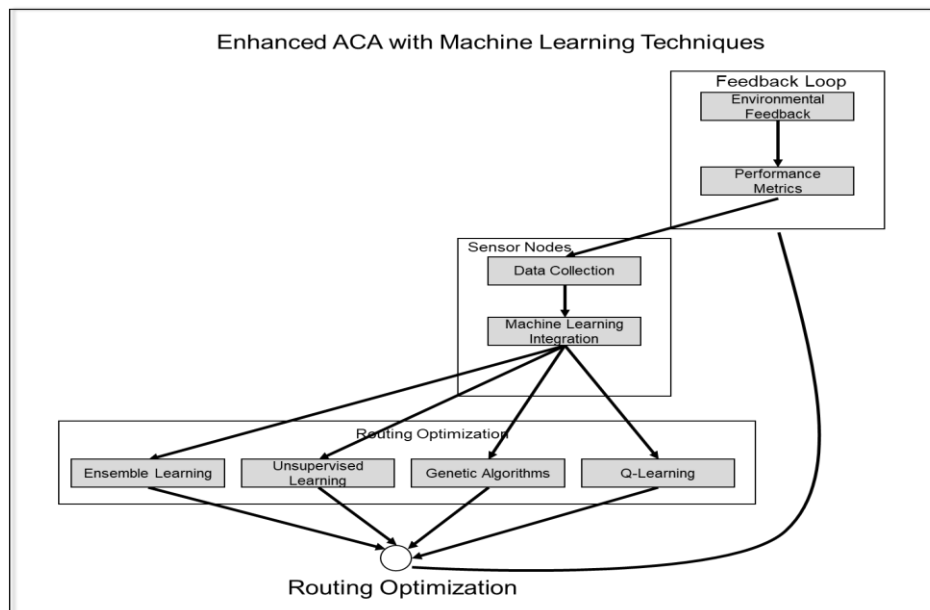 Enhanced ACA with Machine Learning Techniques
Feedback Loop
Environmental
Feedback
Performance
Metrics
Sensor Nodes
Data Collection
Machine Learning
Integration
Routing Optimization
Ensemble Learning
Unsupervised
Learning
Genetic Algorithms
Q-Learning
Routing Optimization